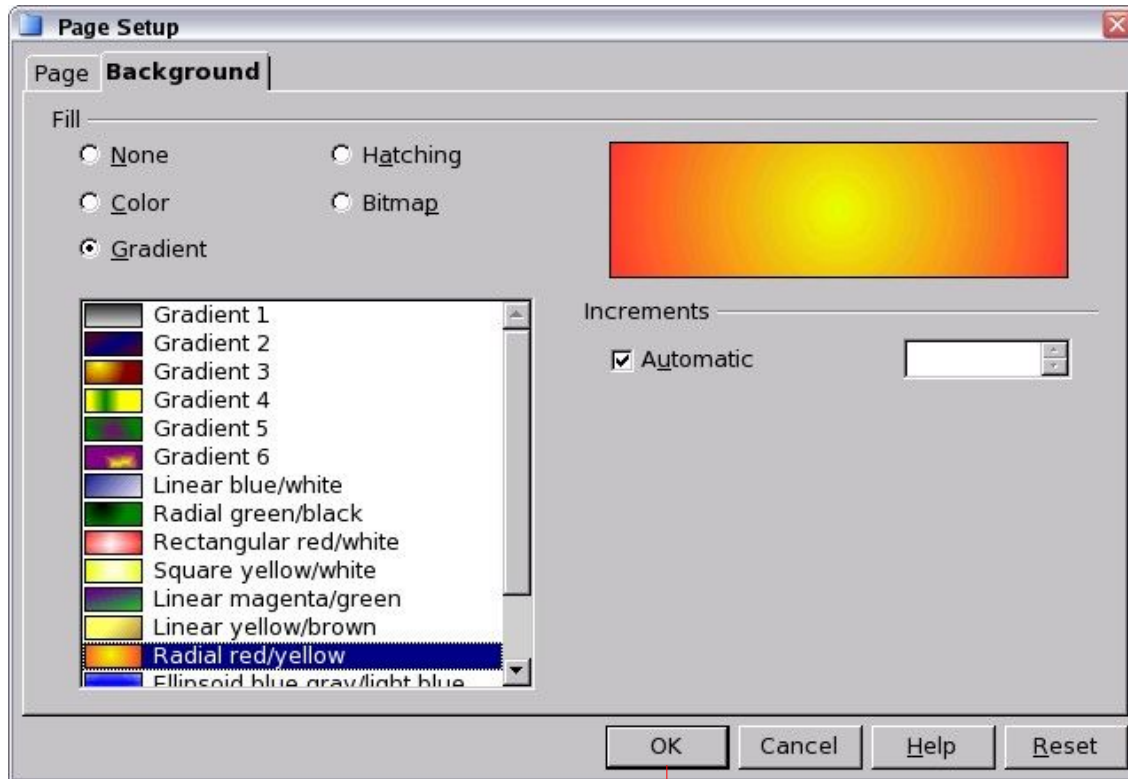 Page Setup
Page Background
Fill
None
Hatching
Color
Bitmap
Gradient
Gradient 1
Gradient 2
Gradient 3
Gradient 4
Gradient 5
Gradient 6
Linear blue/white
Radial green/black
Rectangular red/white
Square yellow/white
Linear magenta/green
Linear yellow/brown
Radial red/yellow
Ellipsoid blue gray/light blue
Increments
Automatic
OK Cancel Help Reset